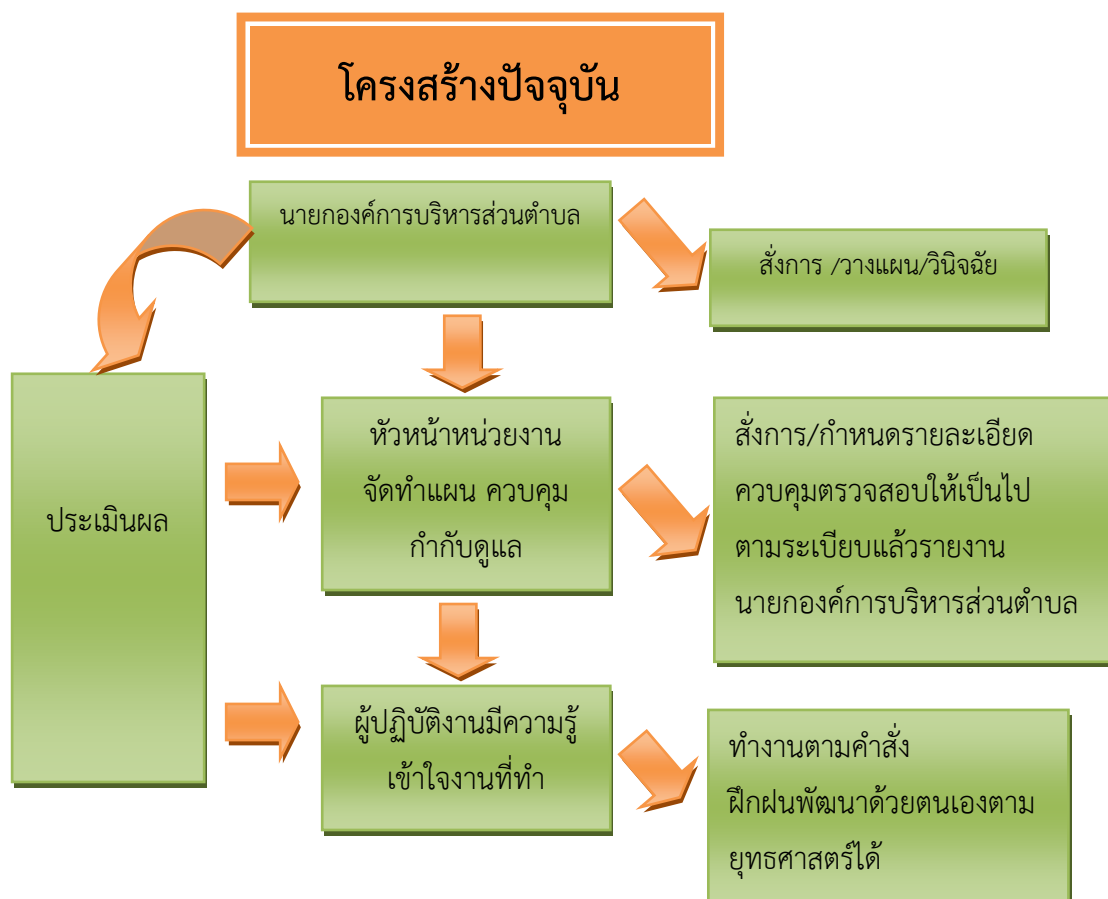 โครงสร้างปัจจุบัน
นายกองค์การบริหารส่วนตำบล
สั่งการ /วางแผน/วินิจฉัย
ประเมินผล
หัวหน้าหน่วยงาน
จัดทำแผน ควบคุม
กำกับดูแล
สั่งการ/กำหนดรายละเอียด
ควบคุมตรวจสอบให้เป็นไป
ตามระเบียบแล้วรายงาน
นายกองค์การบริหารส่วนตำบล
ผู้ปฏิบัติงานมีความรู้
เข้าใจงานที่ทำ
ทำงานตามคำสั่ง
ฝึกฝนพัฒนาด้วยตนเองตาม
ยุทธศาสตร์ได้